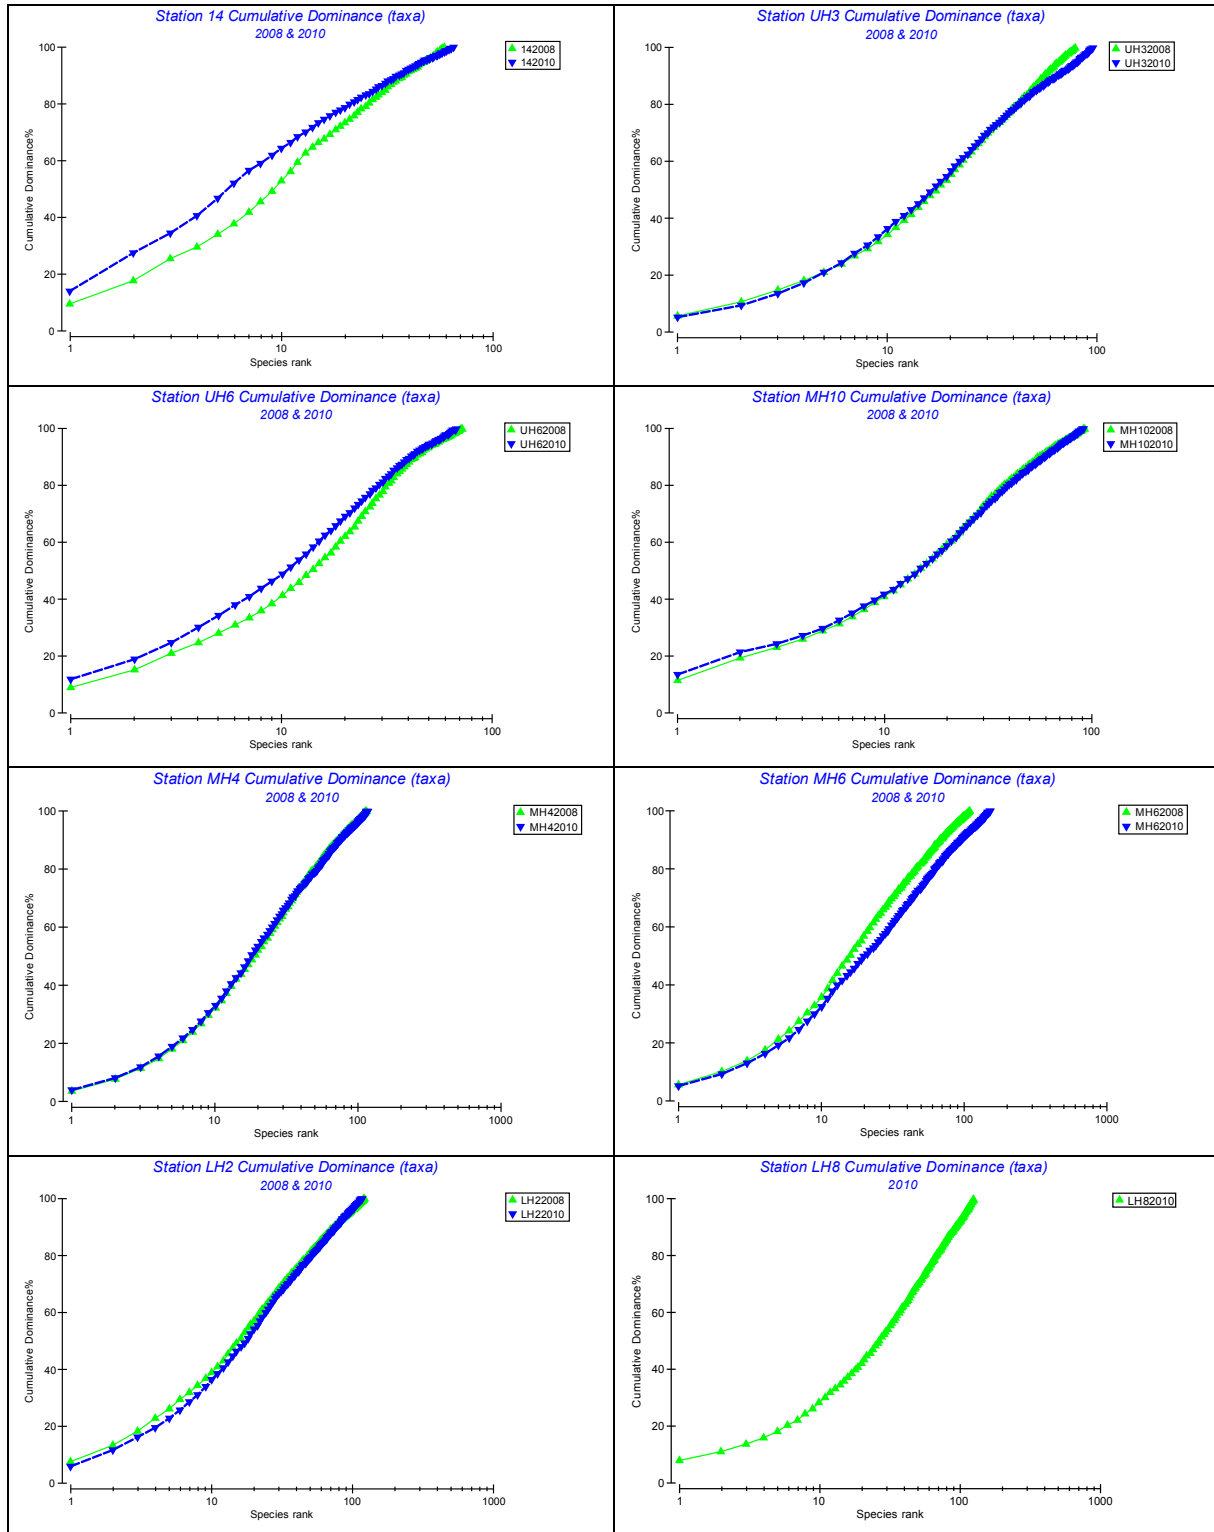 Station 14 Cumulative Dominance (taxa)
2008 & 2010
142008
142010
100
80
60
40
20
0
Cumulative Dominance%
1
10
100
Species rank
Station UH3 Cumulative Dominance (taxa)
2008 & 2010
UH32008
UH32010
100
80
60
40
20
0
Cumulative Dominance%
1
10
100
Species rank
Station UH6 Cumulative Dominance (taxa)
2008 & 2010
UH62008
UH62010
100
80
60
40
20
0
Cumulative Dominance%
1
10
100
Species rank
Station MH10 Cumulative Dominance (taxa)
2008 & 2010
MH102008
MH102010
100
80
60
40
20
0
Cumulative Dominance%
1
10
100
Species rank
Station MH4 Cumulative Dominance (taxa)
2008 & 2010
MH42008
MH42010
100
80
60
40
20
0
Cumulative Dominance%
1
10
100
1000
Species rank
Station MH6 Cumulative Dominance (taxa)
2008 & 2010
MH62008
MH62010
100
80
60
40
20
0
Cumulative Dominance%
1
10
100
1000
Species rank
Station LH2 Cumulative Dominance (taxa)
2008 & 2010
LH22008
LH22010
100
80
60
40
20
0
Cumulative Dominance%
1
10
100
1000
Species rank
Station LH8 Cumulative Dominance (taxa)
2010
LH82010
100
80
60
40
20
0
Cumulative Dominance%
1
10
100
1000
Species rank